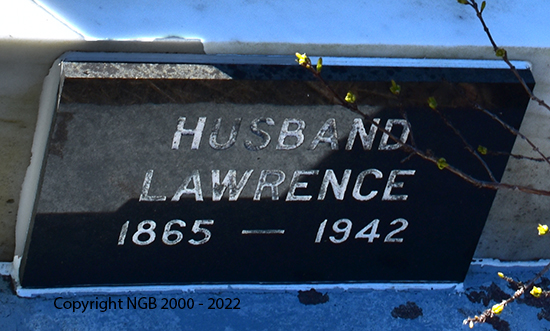 HUSBAND
LAWRENCE
1865 — 1942
Copyright NGB 2000 - 2022